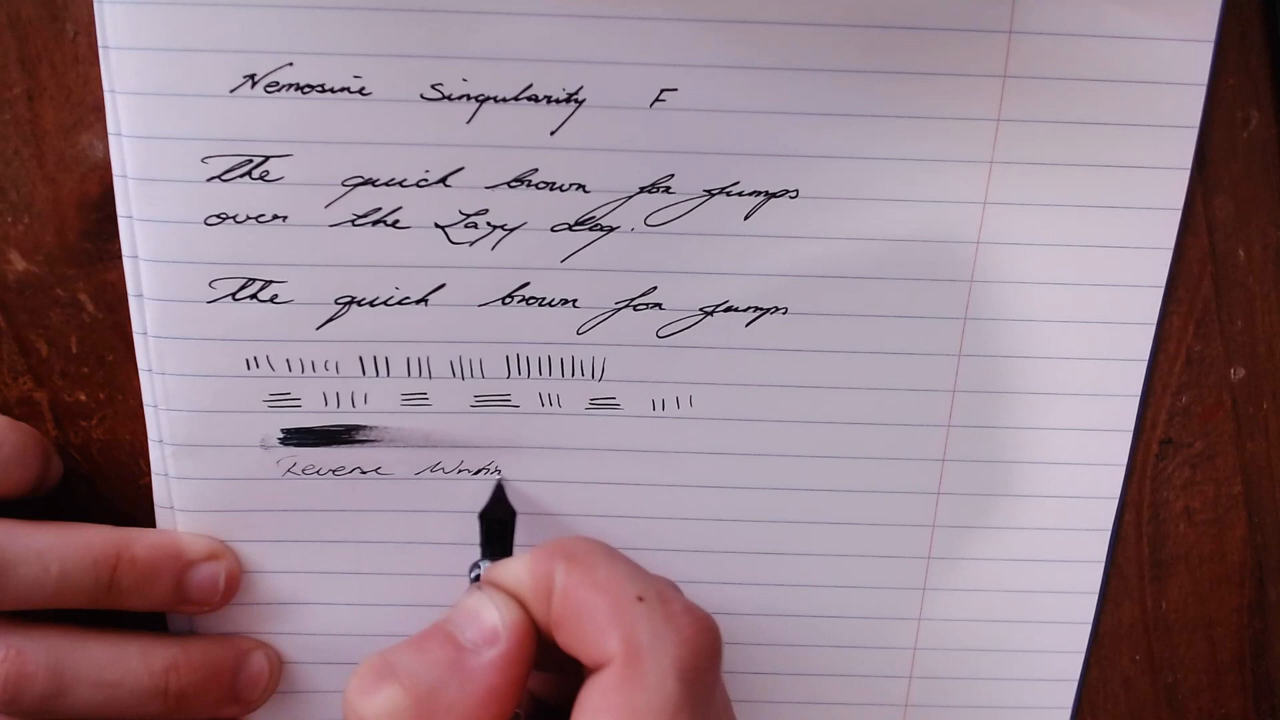 Nemosine Singularity F
The quick brown fox jumps
over the Lazy dog.
The quick brown fox jumps
Reverse Writin